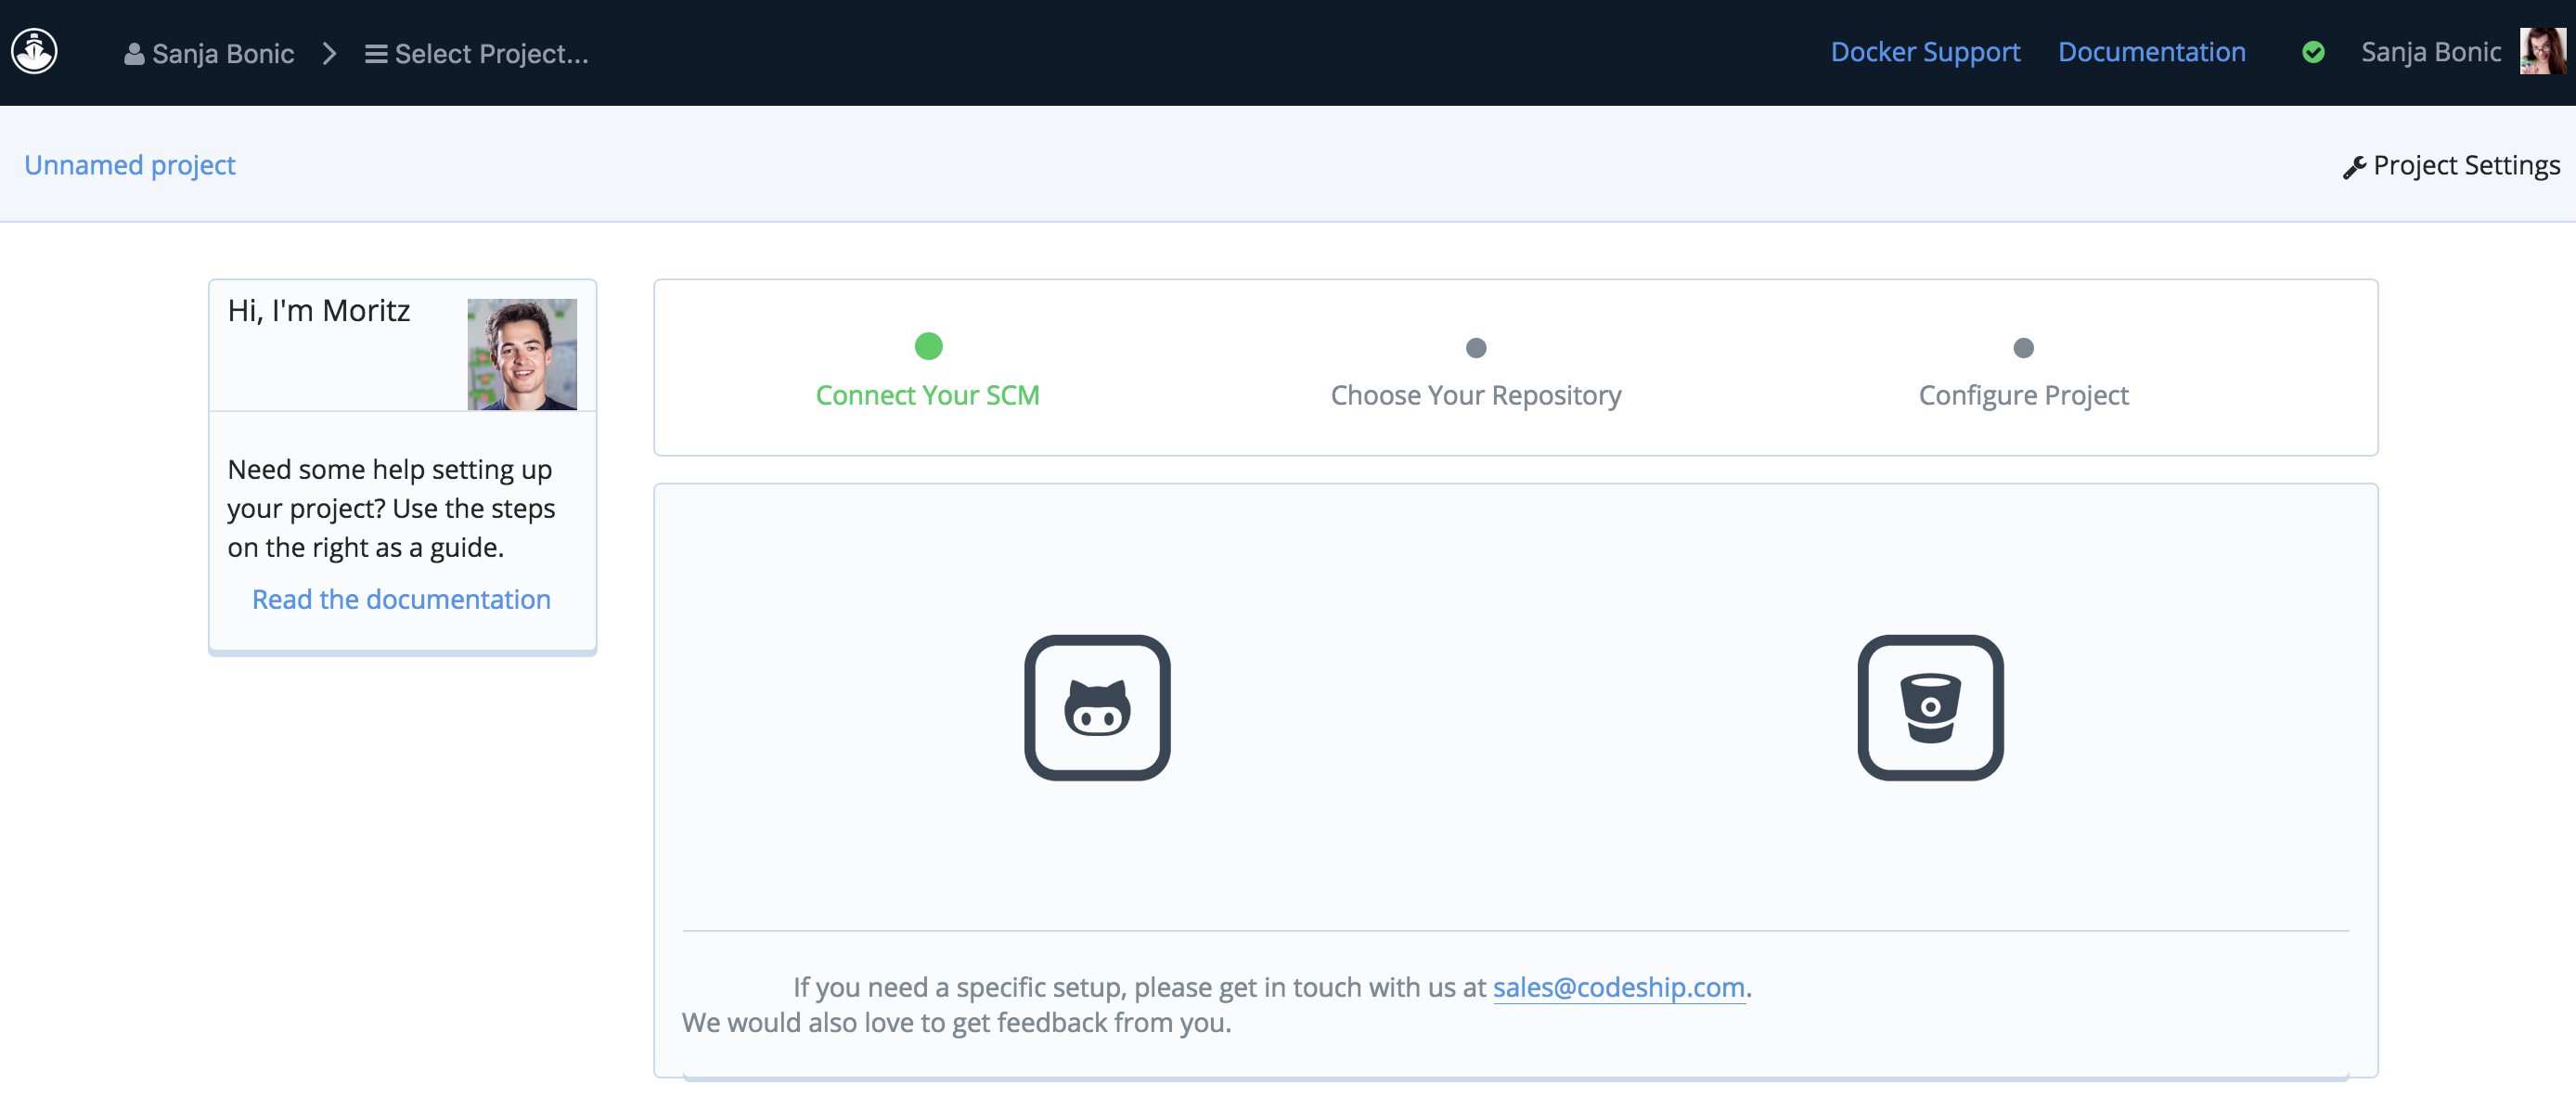 Sanja Bonic
Select Project...
Docker Support
Documentation
Sanja Bonic
Unnamed project
Project Settings
Hi, I'm Moritz
Need some help setting up
your project? Use the steps
on the right as a guide.
Read the documentation
Connect Your SCM
Choose Your Repository
Configure Project
If you need a specific setup, please get in touch with us at sales@codeship.com.
We would also love to get feedback from you.